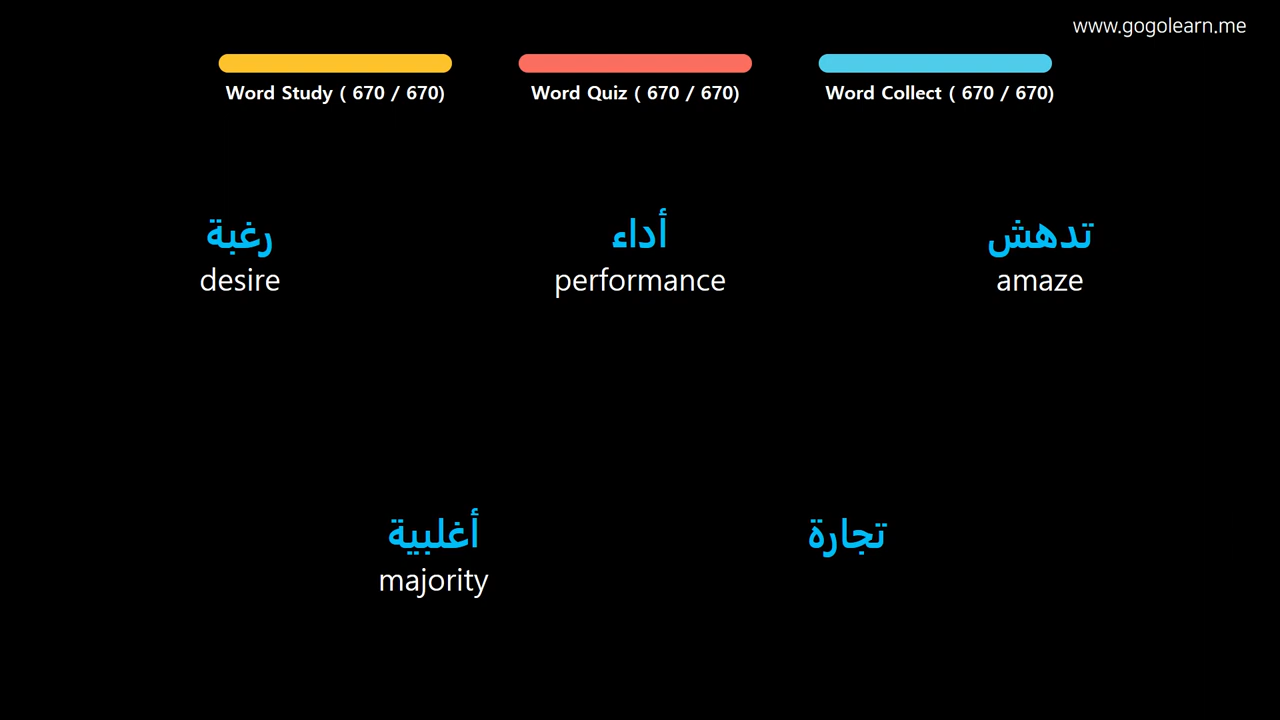 www.gogolearn.me
Word Study ( 670 / 670)
Word Quiz ( 670 / 670)
Word Collect ( 670 / 670)
رغبة
desire
أداء
performance
تدهش
amaze
أغلبية
majority
تجارة